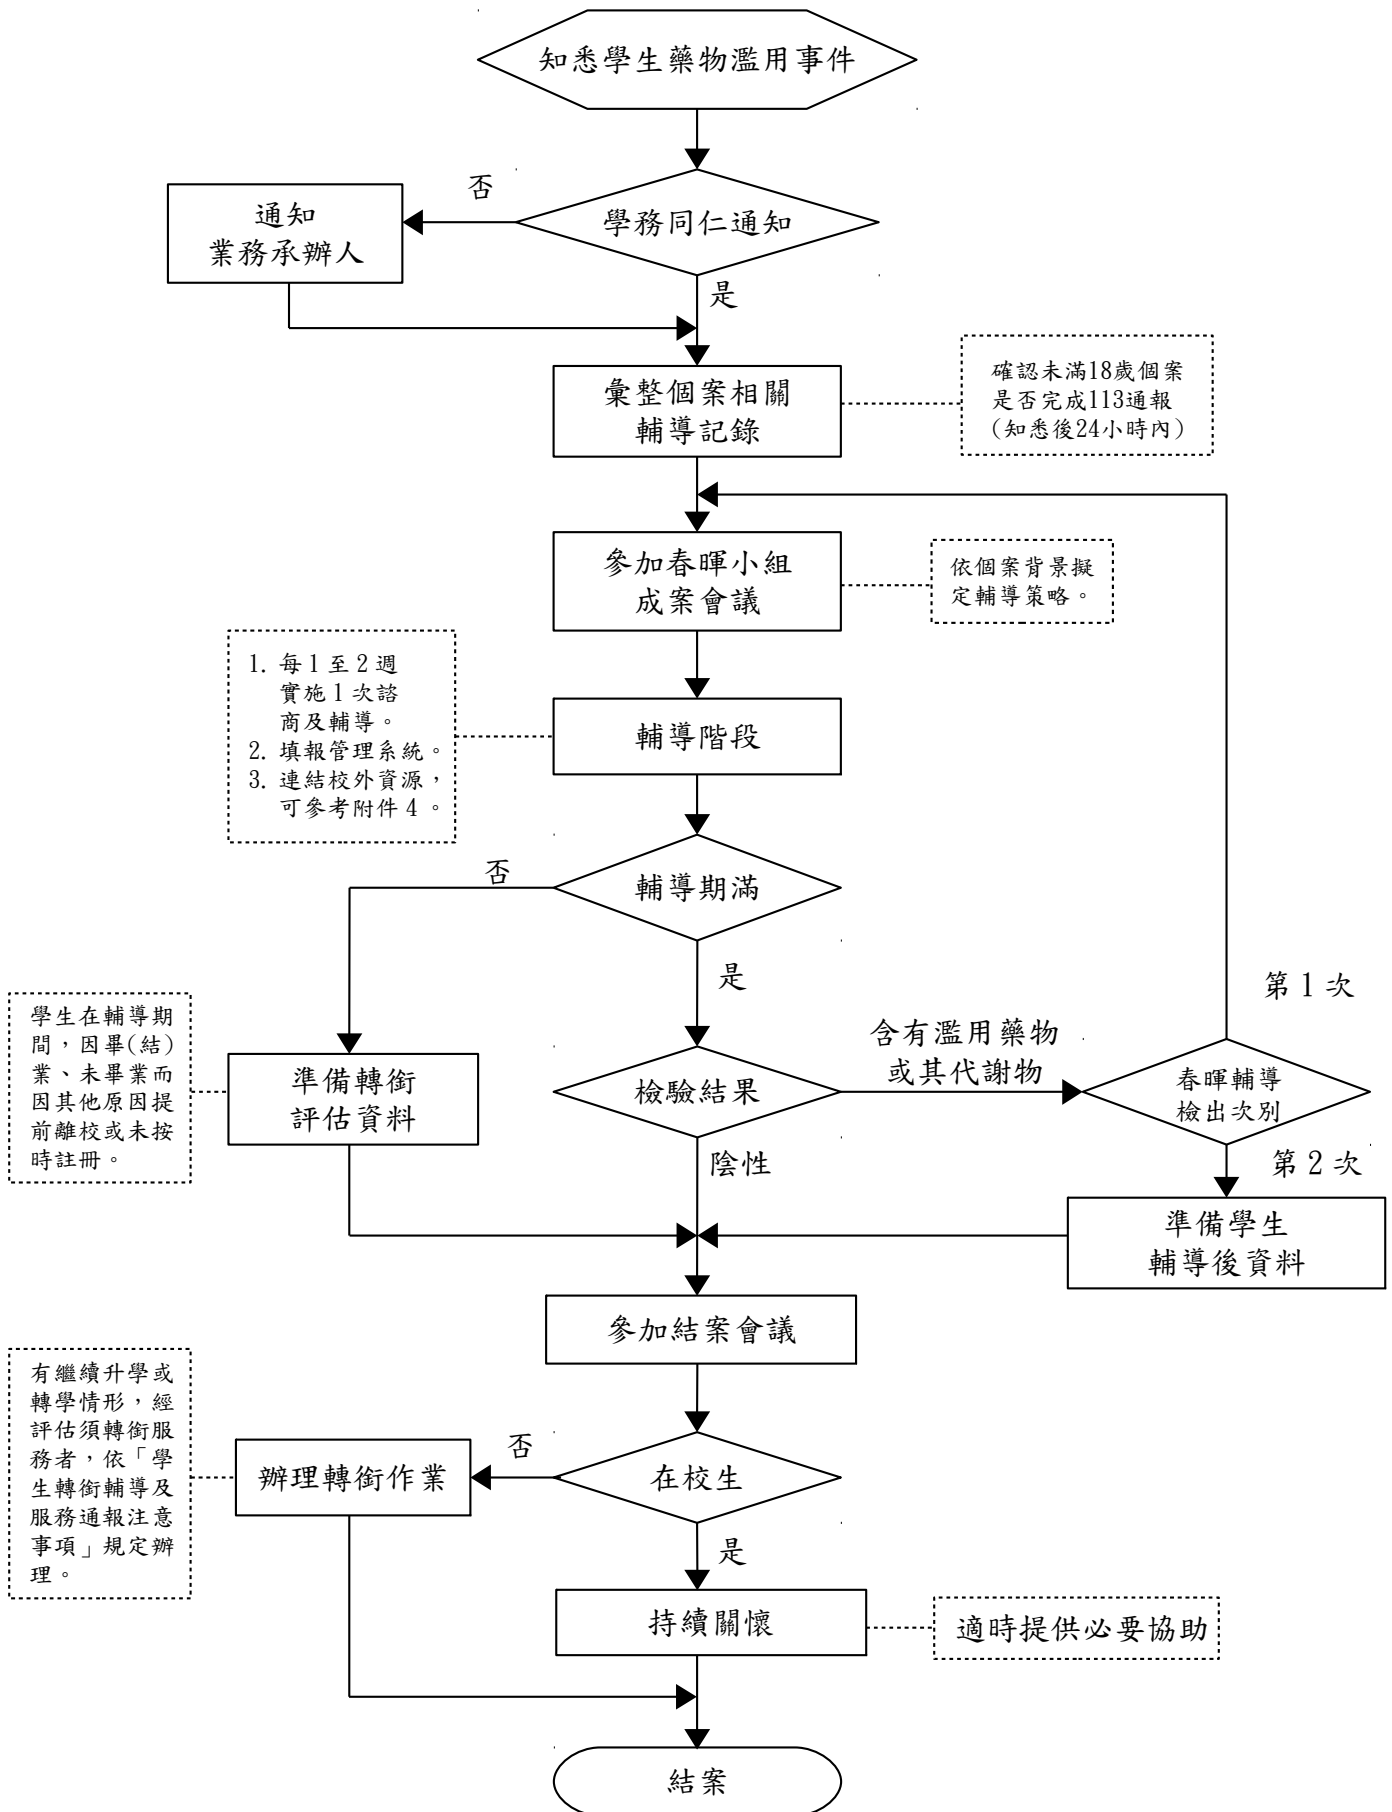 知悉學生藥物濫用事件
否
學務同仁通知
通知
業務承辦人
是
彙整個案相關
輔導記錄
確認未滿18歲個案
是否完成113通報
(知悉後24小時內)
參加春暉小組
成案會議
依個案背景擬
定輔導策略。
1. 每1至2週
實施1次諮
商及輔導。
2. 填報管理系統。
3. 連結校外資源，
可參考附件4。
輔導階段
否
輔導期滿
是
第1次
學生在輔導期
間，因畢(結)
業、未畢業而
因其他原因提
前離校或未按
時註冊。
準備轉銜
評估資料
檢驗結果
含有濫用藥物
或其代謝物
春暉輔導
檢出次別
陰性
第2次
準備學生
輔導後資料
參加結案會議
有繼續升學或
轉學情形，經
評估須轉銜服
務者，依「學
生轉銜輔導及
服務通報注意
事項」規定辦
理。
辦理轉銜作業
否
在校生
是
持續關懷
適時提供必要協助
結案